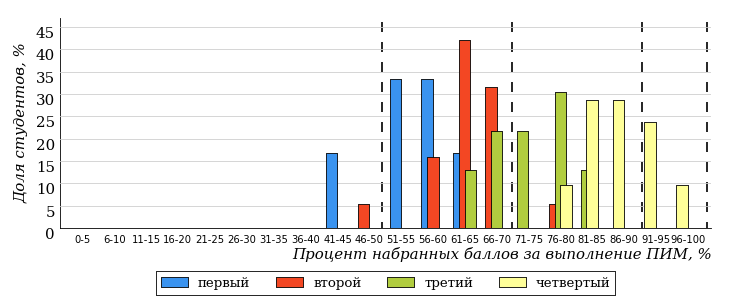 45
40
35
30
25
20
15
10
5
0
Доля студентов, %
0-5 6-10 11-15 16-20 21-25 26-30 31-35 36-40 41-45 46-50 51-55 56-60 61-65 66-70 71-75 76-80 81-85 86-90 91-95 96-100
Процент набранных баллов за выполнение ПИМ, %
первый второй третий четвертый